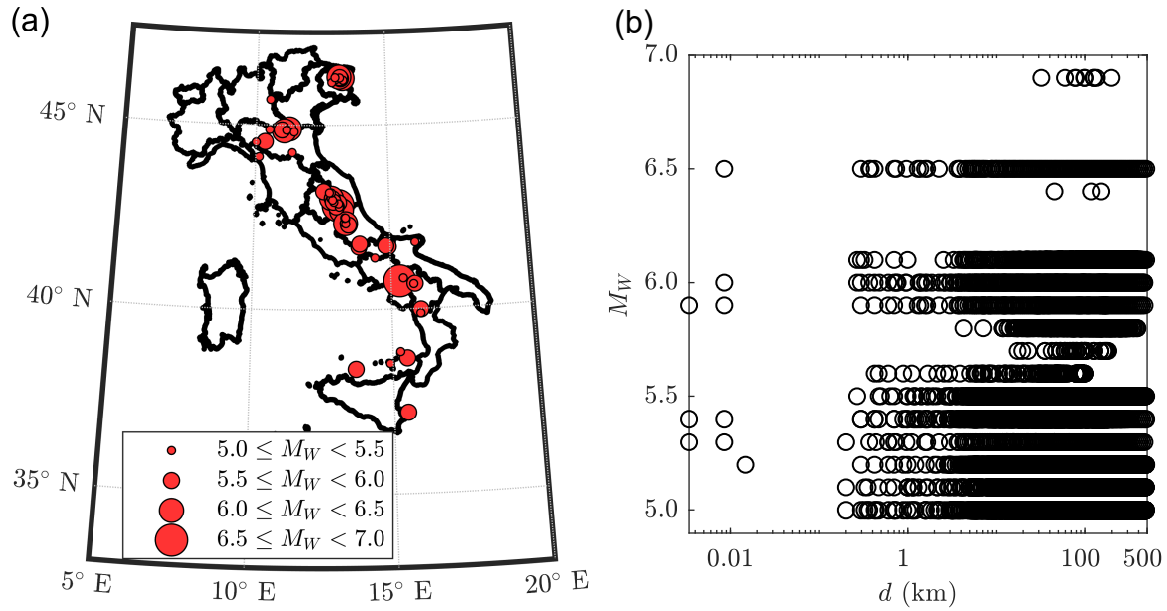 (a)
45° N
40° N
35° N
5° E
10° E
15° E
20° E
5.0 ≤ M_W < 5.5
5.5 ≤ M_W < 6.0
6.0 ≤ M_W < 6.5
6.5 ≤ M_W < 7.0
(b)
7.0
6.5
6.0
5.5
5.0
M_W
0.01
1
100
500
d (km)